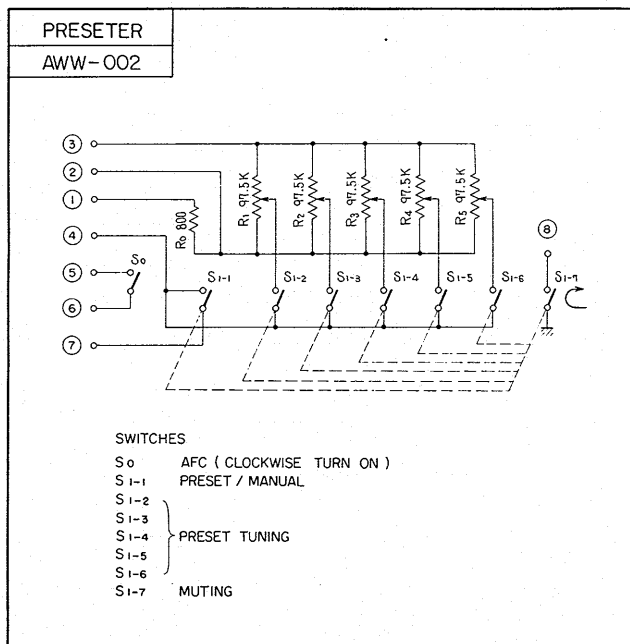 PRESETER
AWW-002
③
②
①
④
⑤
⑥
⑦
⑧
R0 800
R1 97.5K
R2 97.5K
R3 97.5K
R4 97.5K
R5 97.5K
S0
S1-1
S1-2
S1-3
S1-4
S1-5
S1-6
S1-7
SWITCHES
S0 AFC ( CLOCKWISE TURN ON )
S1-1 PRESET / MANUAL
S1-2
S1-3
S1-4 PRESET TUNING
S1-5
S1-6
S1-7 MUTING